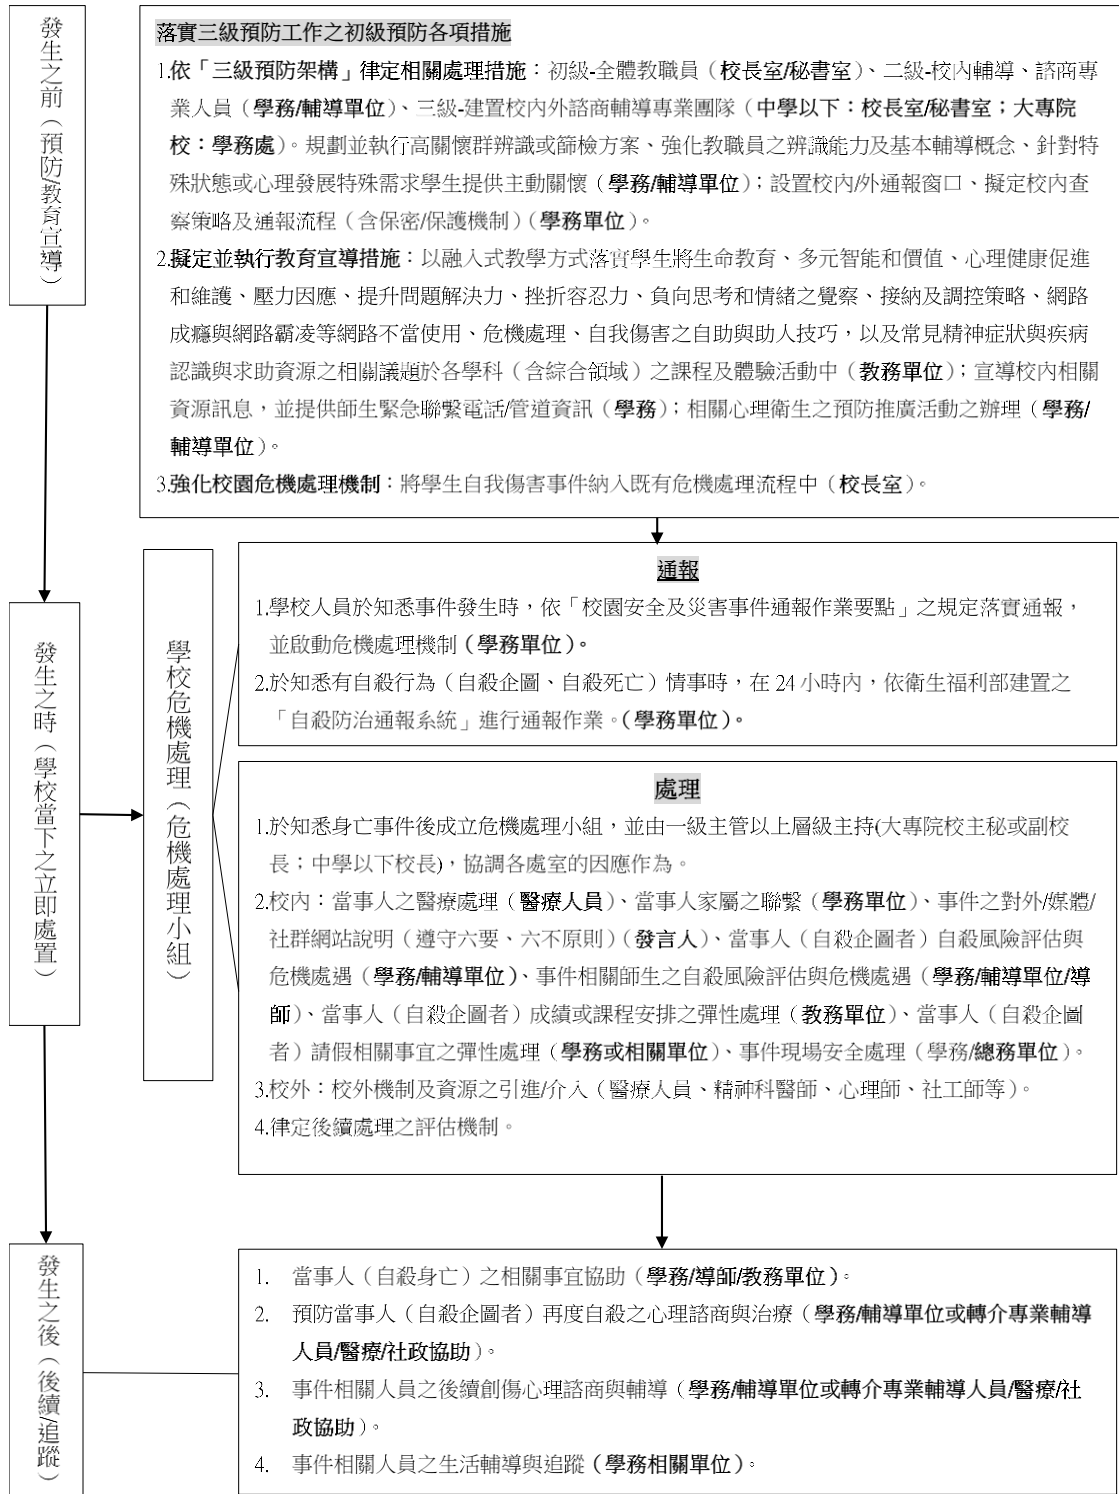 發生之前（預防/教育宣導）
落實三級預防工作之初級預防各項措施
1.依「三級預防架構」律定相關處理措施：初級-全體教職員（校長室/秘書室）、二級-校內輔導、諮商專
業人員（學務/輔導單位）、三級-建置校內外諮商輔導專業團隊（中學以下：校長室/秘書室；大專院
校：學務處）。規劃並執行高關懷群辨識或篩檢方案、強化教職員之辨識能力及基本輔導概念、針對特
殊狀態或心理發展特殊需求學生提供主動關懷（學務/輔導單位）；設置校內/外通報窗口、擬定校內查
察策略及通報流程（含保密/保護機制）（學務單位）。
2.擬定並執行教育宣導措施：以融入式教學方式落實學生將生命教育、多元智能和價值、心理健康促進
和維護、壓力因應、提升問題解決力、挫折容忍力、負向思考和情緒之覺察、接納及調控策略、網路
成癮與網路霸凌等網路不當使用、危機處理、自我傷害之自助與助人技巧，以及常見精神症狀與疾病
認識與求助資源之相關議題於各學科（含綜合領域）之課程及體驗活動中（教務單位）；宣導校內相關
資源訊息，並提供師生緊急聯繫電話/管道資訊（學務）；相關心理衛生之預防推廣活動之辦理（學務/
輔導單位）。
3.強化校園危機處理機制：將學生自我傷害事件納入既有危機處理流程中（校長室）。
發生之時（學校當下之立即處置）
學校危機處理（危機處理小組）
通報
1.學校人員於知悉事件發生時，依「校園安全及災害事件通報作業要點」之規定落實通報，
並啟動危機處理機制（學務單位）。
2.於知悉有自殺行為（自殺企圖、自殺死亡）情事時，在 24 小時內，依衛生福利部建置之
「自殺防治通報系統」進行通報作業。（學務單位）。
處理
1.於知悉身亡事件後成立危機處理小組，並由一級主管以上層級主持(大專院校主秘或副校
長；中學以下校長)，協調各處室的因應作為。
2.校內：當事人之醫療處理（醫療人員）、當事人家屬之聯繫（學務單位）、事件之對外/媒體/
社群網站說明（遵守六要、六不原則）（發言人）、當事人（自殺企圖者）自殺風險評估與
危機處遇（學務/輔導單位）、事件相關師生之自殺風險評估與危機處遇（學務/輔導單位/導
師）、當事人（自殺企圖者）成績或課程安排之彈性處理（教務單位）、當事人（自殺企圖
者）請假相關事宜之彈性處理（學務或相關單位）、事件現場安全處理（學務/總務單位）。
3.校外：校外機制及資源之引進/介入（醫療人員、精神科醫師、心理師、社工師等）。
4.律定後續處理之評估機制。
發生之後（後續/追蹤）
1. 當事人（自殺身亡）之相關事宜協助（學務/導師/教務單位）。
2. 預防當事人（自殺企圖者）再度自殺之心理諮商與治療（學務/輔導單位或轉介專業輔導
人員/醫療/社政協助）。
3. 事件相關人員之後續創傷心理諮商與輔導（學務/輔導單位或轉介專業輔導人員/醫療/社
政協助）。
4. 事件相關人員之生活輔導與追蹤（學務相關單位）。